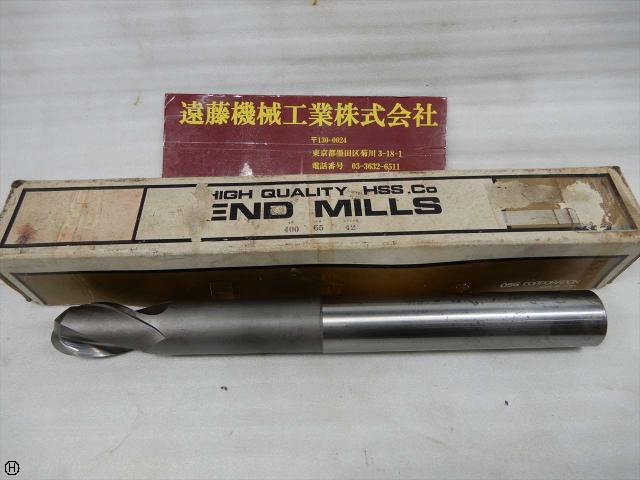 遠藤機械工業株式会社
〒130-0024
東京都墨田区菊川3-18-1
電話番号 03-3632-6511
HIGH QUALITY HSS.Co
END MILLS
400 65 42
OSG CORPORATION
H